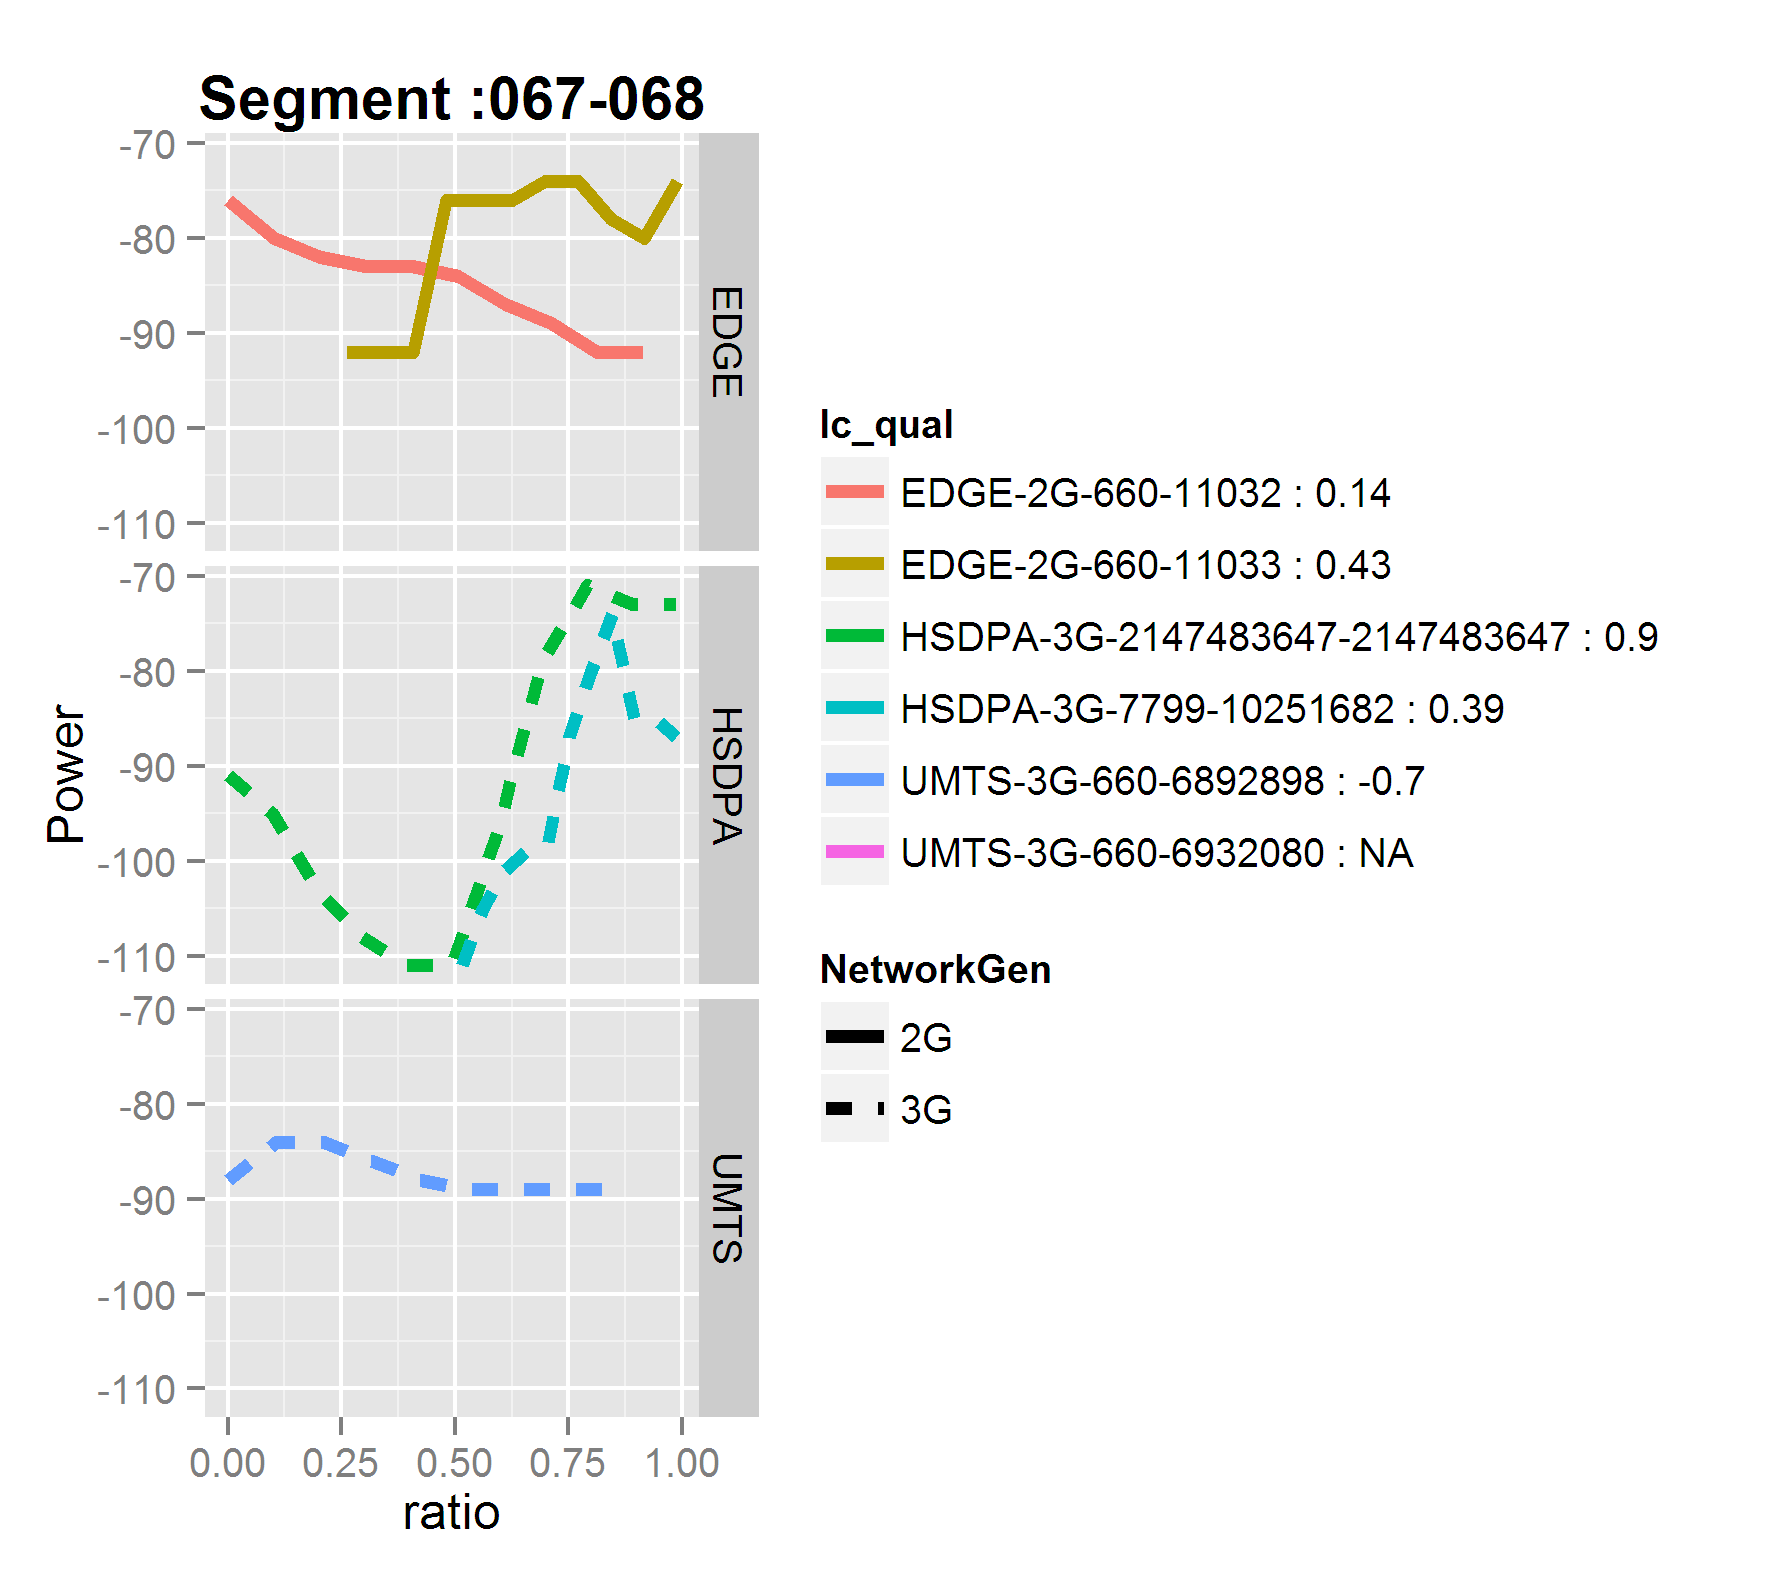 Segment :067-068
-70
-80
-90
-100
-110
EDGE
-70
-80
-90
-100
-110
HSDPA
-70
-80
-90
-100
-110
UMTS
Power
0.00 0.25 0.50 0.75 1.00
ratio
lc_qual
EDGE-2G-660-11032 : 0.14
EDGE-2G-660-11033 : 0.43
HSDPA-3G-2147483647-2147483647 : 0.9
HSDPA-3G-7799-10251682 : 0.39
UMTS-3G-660-6892898 : -0.7
UMTS-3G-660-6932080 : NA
NetworkGen
2G
3G